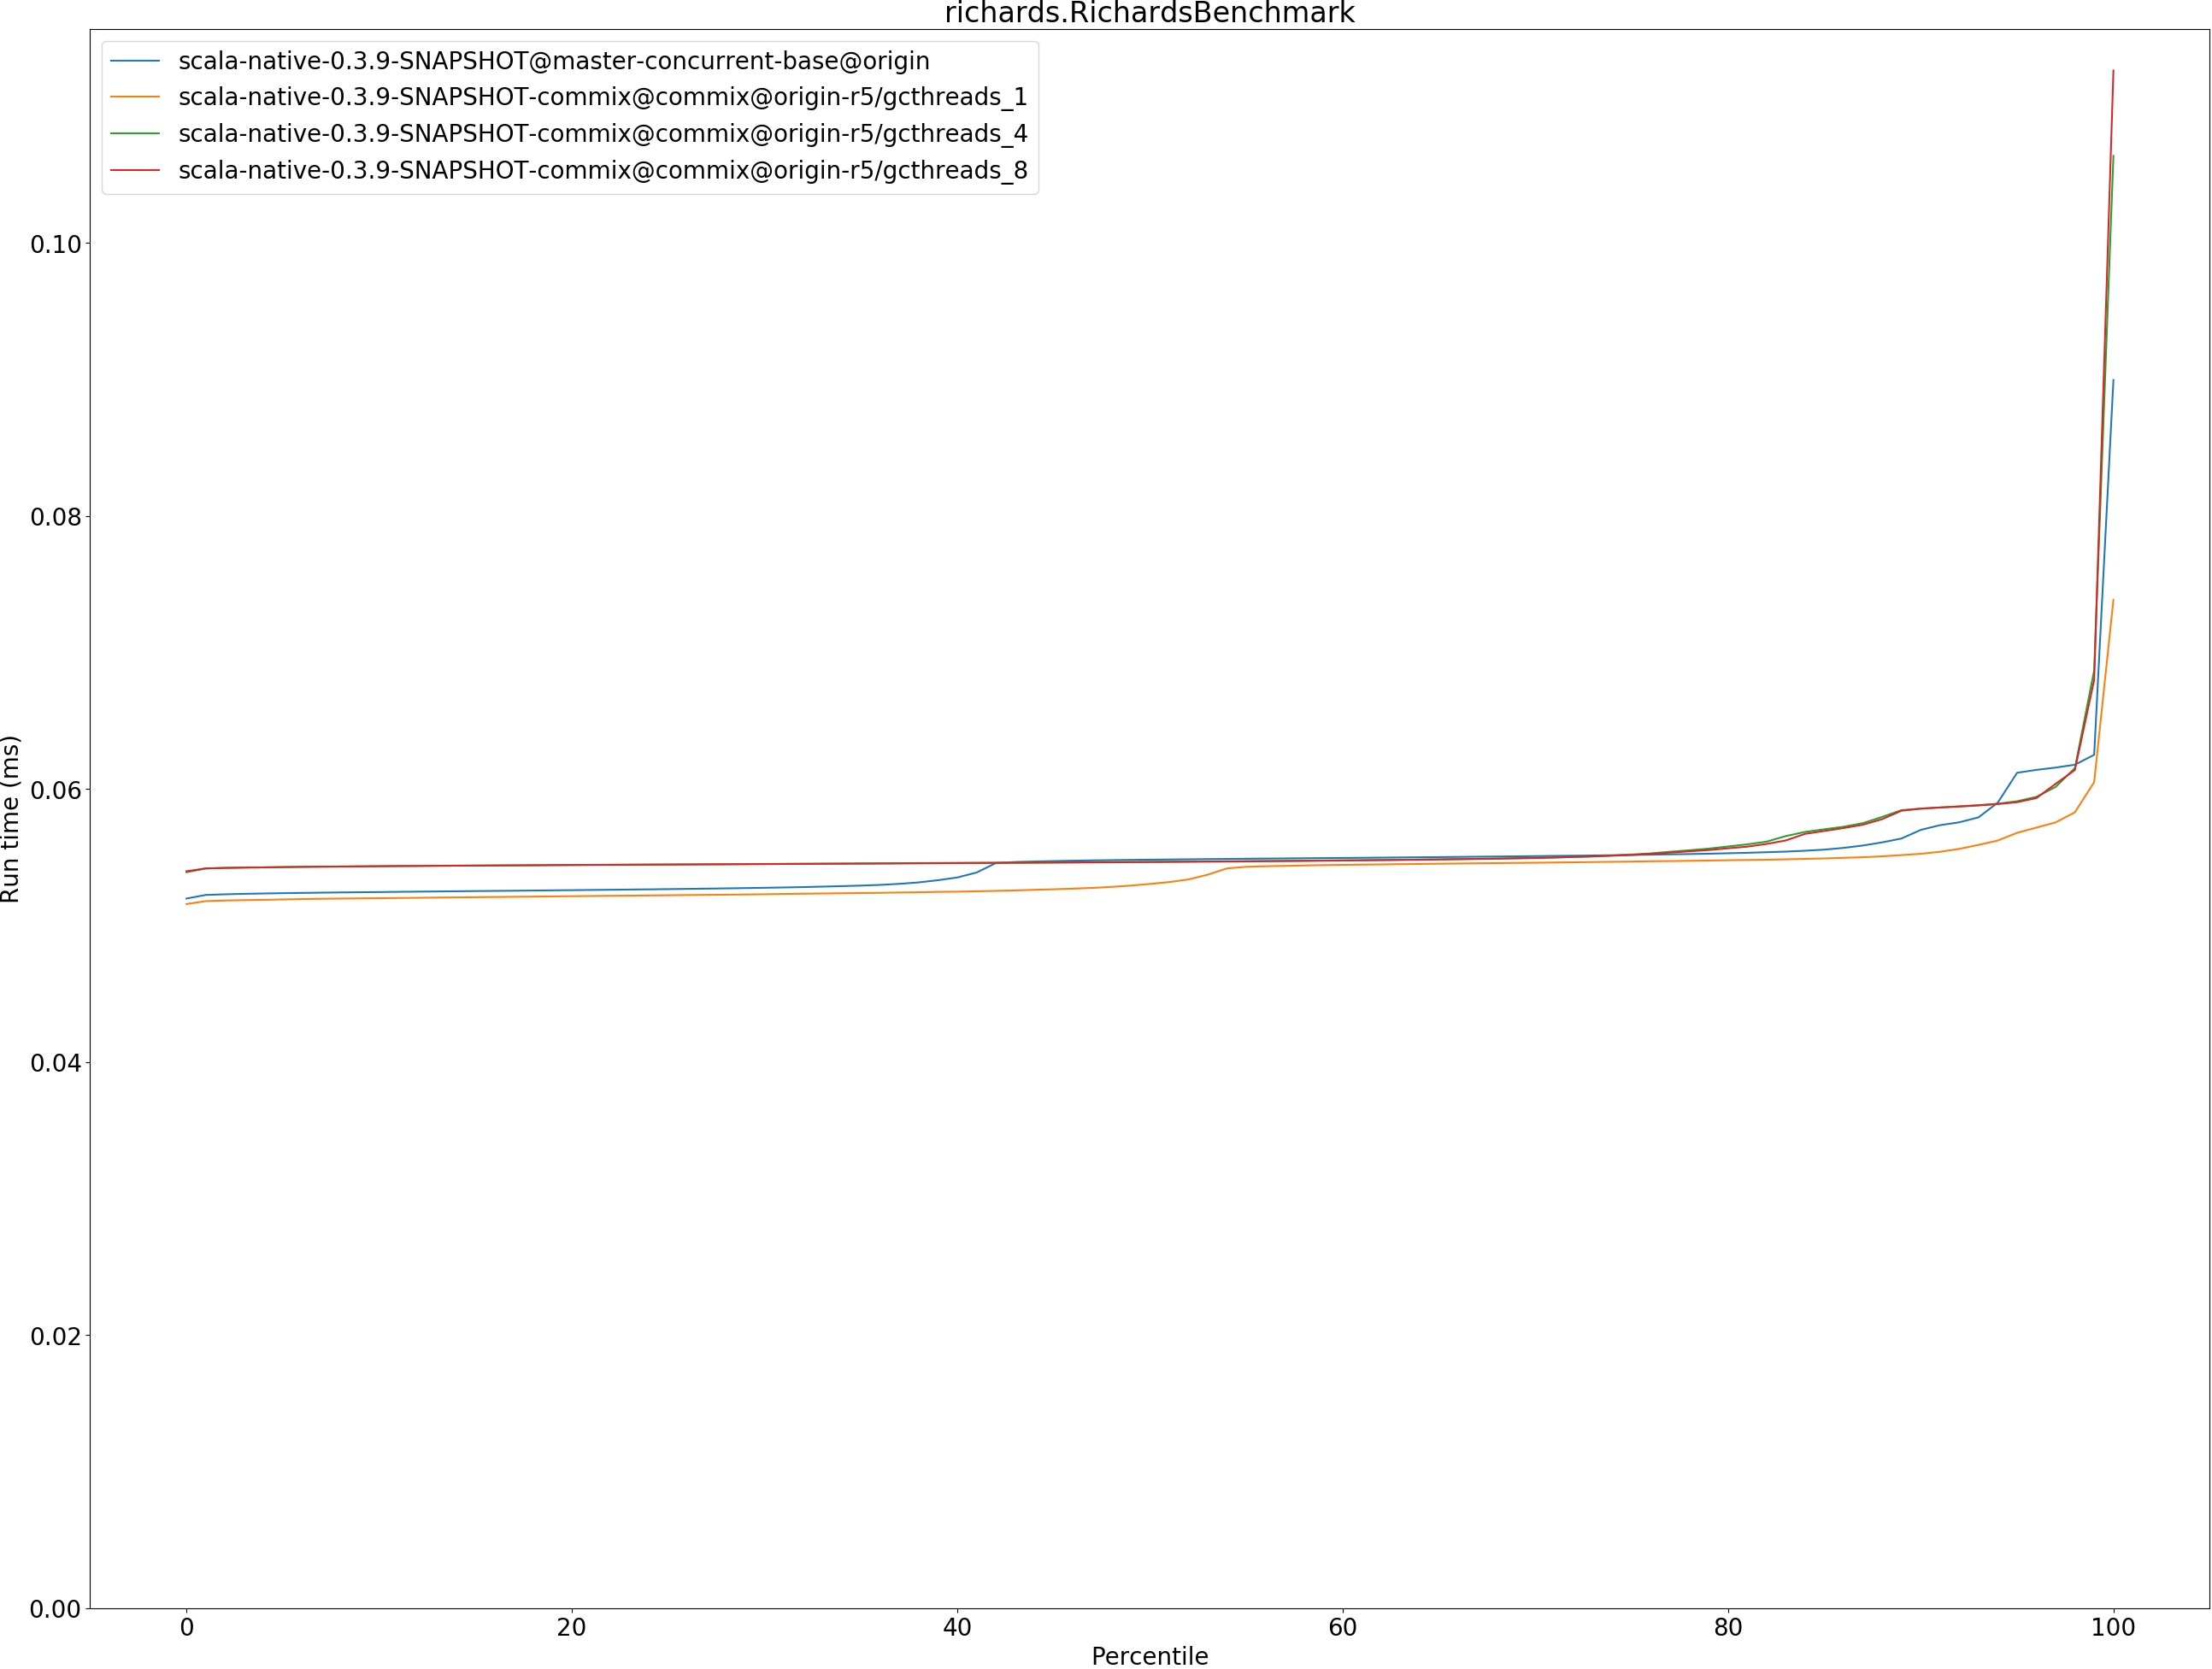 richards.RichardsBenchmark
scala-native-0.3.9-SNAPSHOT@master-concurrent-base@origin
scala-native-0.3.9-SNAPSHOT-commix@commix@origin-r5/gcthreads_1
scala-native-0.3.9-SNAPSHOT-commix@commix@origin-r5/gcthreads_4
scala-native-0.3.9-SNAPSHOT-commix@commix@origin-r5/gcthreads_8
0.10
0.08
0.06
0.04
0.02
0.00
Run time (ms)
0 20 40 60 80 100
Percentile